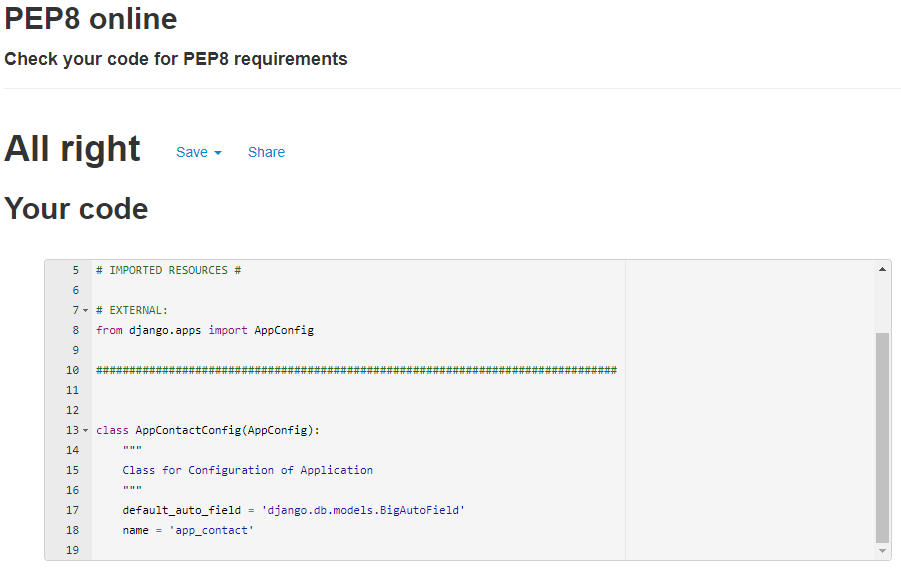 PEP8 online
Check your code for PEP8 requirements
All right Save Share
Your code
5 # IMPORTED RESOURCES #
6
7 # EXTERNAL:
8 from django.apps import AppConfig
9
10 ###############################################################################
11
12
13 class AppContactConfig(AppConfig):
14 """
15 Class for Configuration of Application
16 """
17 default_auto_field = 'django.db.models.BigAutoField'
18 name = 'app_contact'
19